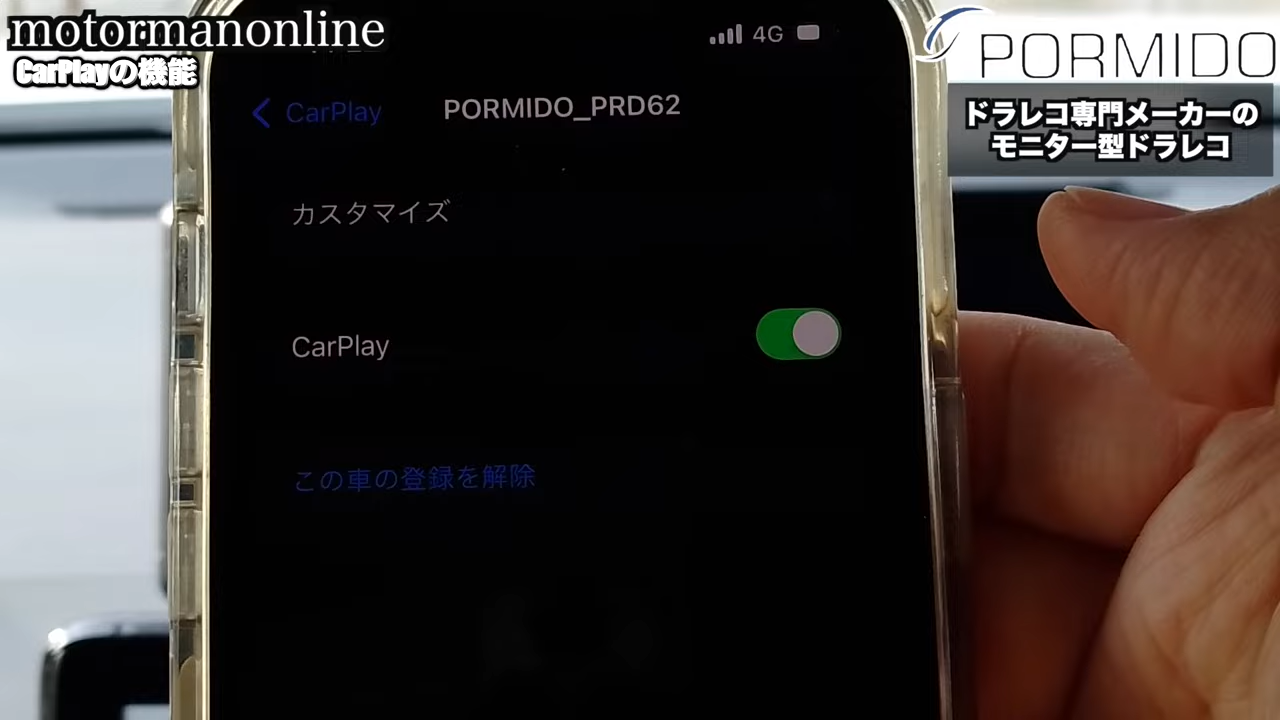 motormanonline
CarPlayの機能
PORMIDO
ドラレコ専門メーカーの
モニター型ドラレコ
4G
CarPlay
PORMIDO_PRD62
カスタマイズ
CarPlay
この車の登録を解除